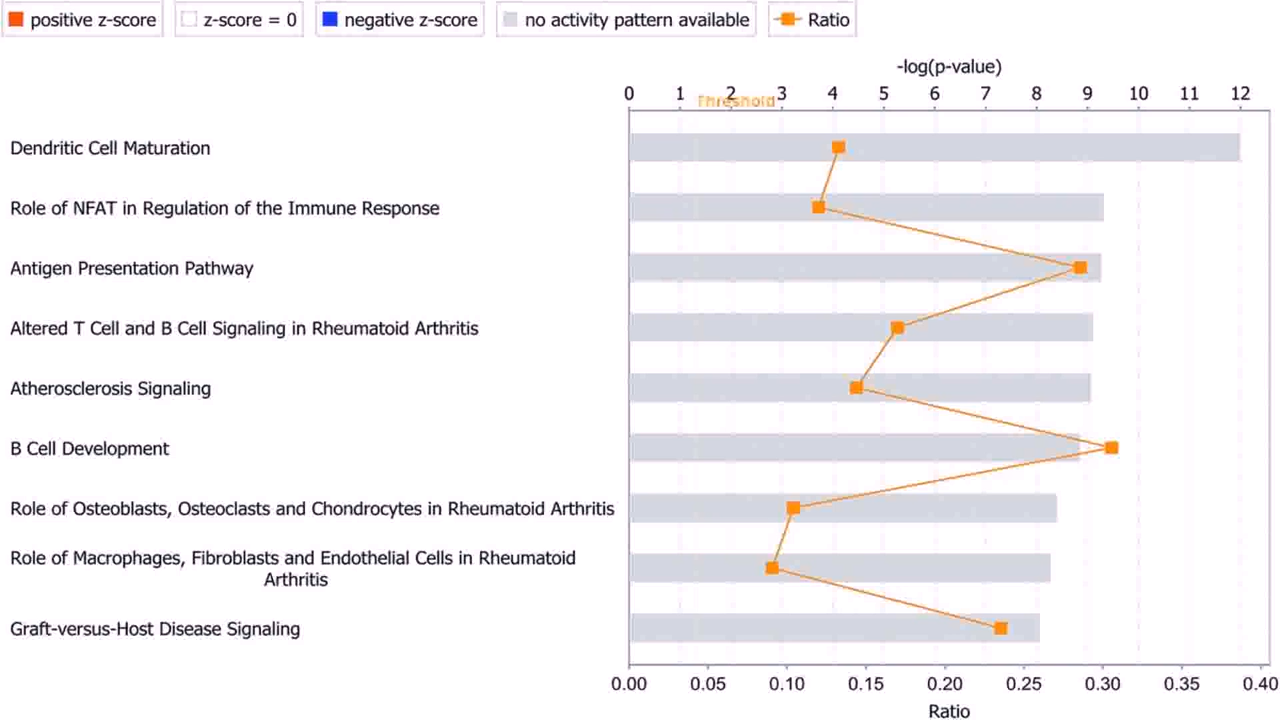 positive z-score z-score = 0 negative z-score no activity pattern available Ratio
-log(p-value)
0 1 2 3 4 5 6 7 8 9 10 11 12
Threshold
Dendritic Cell Maturation
Role of NFAT in Regulation of the Immune Response
Antigen Presentation Pathway
Altered T Cell and B Cell Signaling in Rheumatoid Arthritis
Atherosclerosis Signaling
B Cell Development
Role of Osteoblasts, Osteoclasts and Chondrocytes in Rheumatoid Arthritis
Role of Macrophages, Fibroblasts and Endothelial Cells in Rheumatoid
Arthritis
Graft-versus-Host Disease Signaling
0.00 0.05 0.10 0.15 0.20 0.25 0.30 0.35 0.40
Ratio